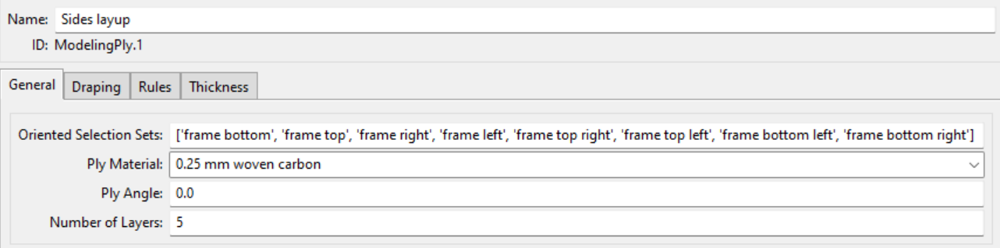 Name: Sides layup
ID: ModelingPly.1
General Draping Rules Thickness
Oriented Selection Sets: ['frame bottom', 'frame top', 'frame right', 'frame left', 'frame top right', 'frame top left', 'frame bottom left', 'frame bottom right']
Ply Material: 0.25 mm woven carbon
Ply Angle: 0.0
Number of Layers: 5